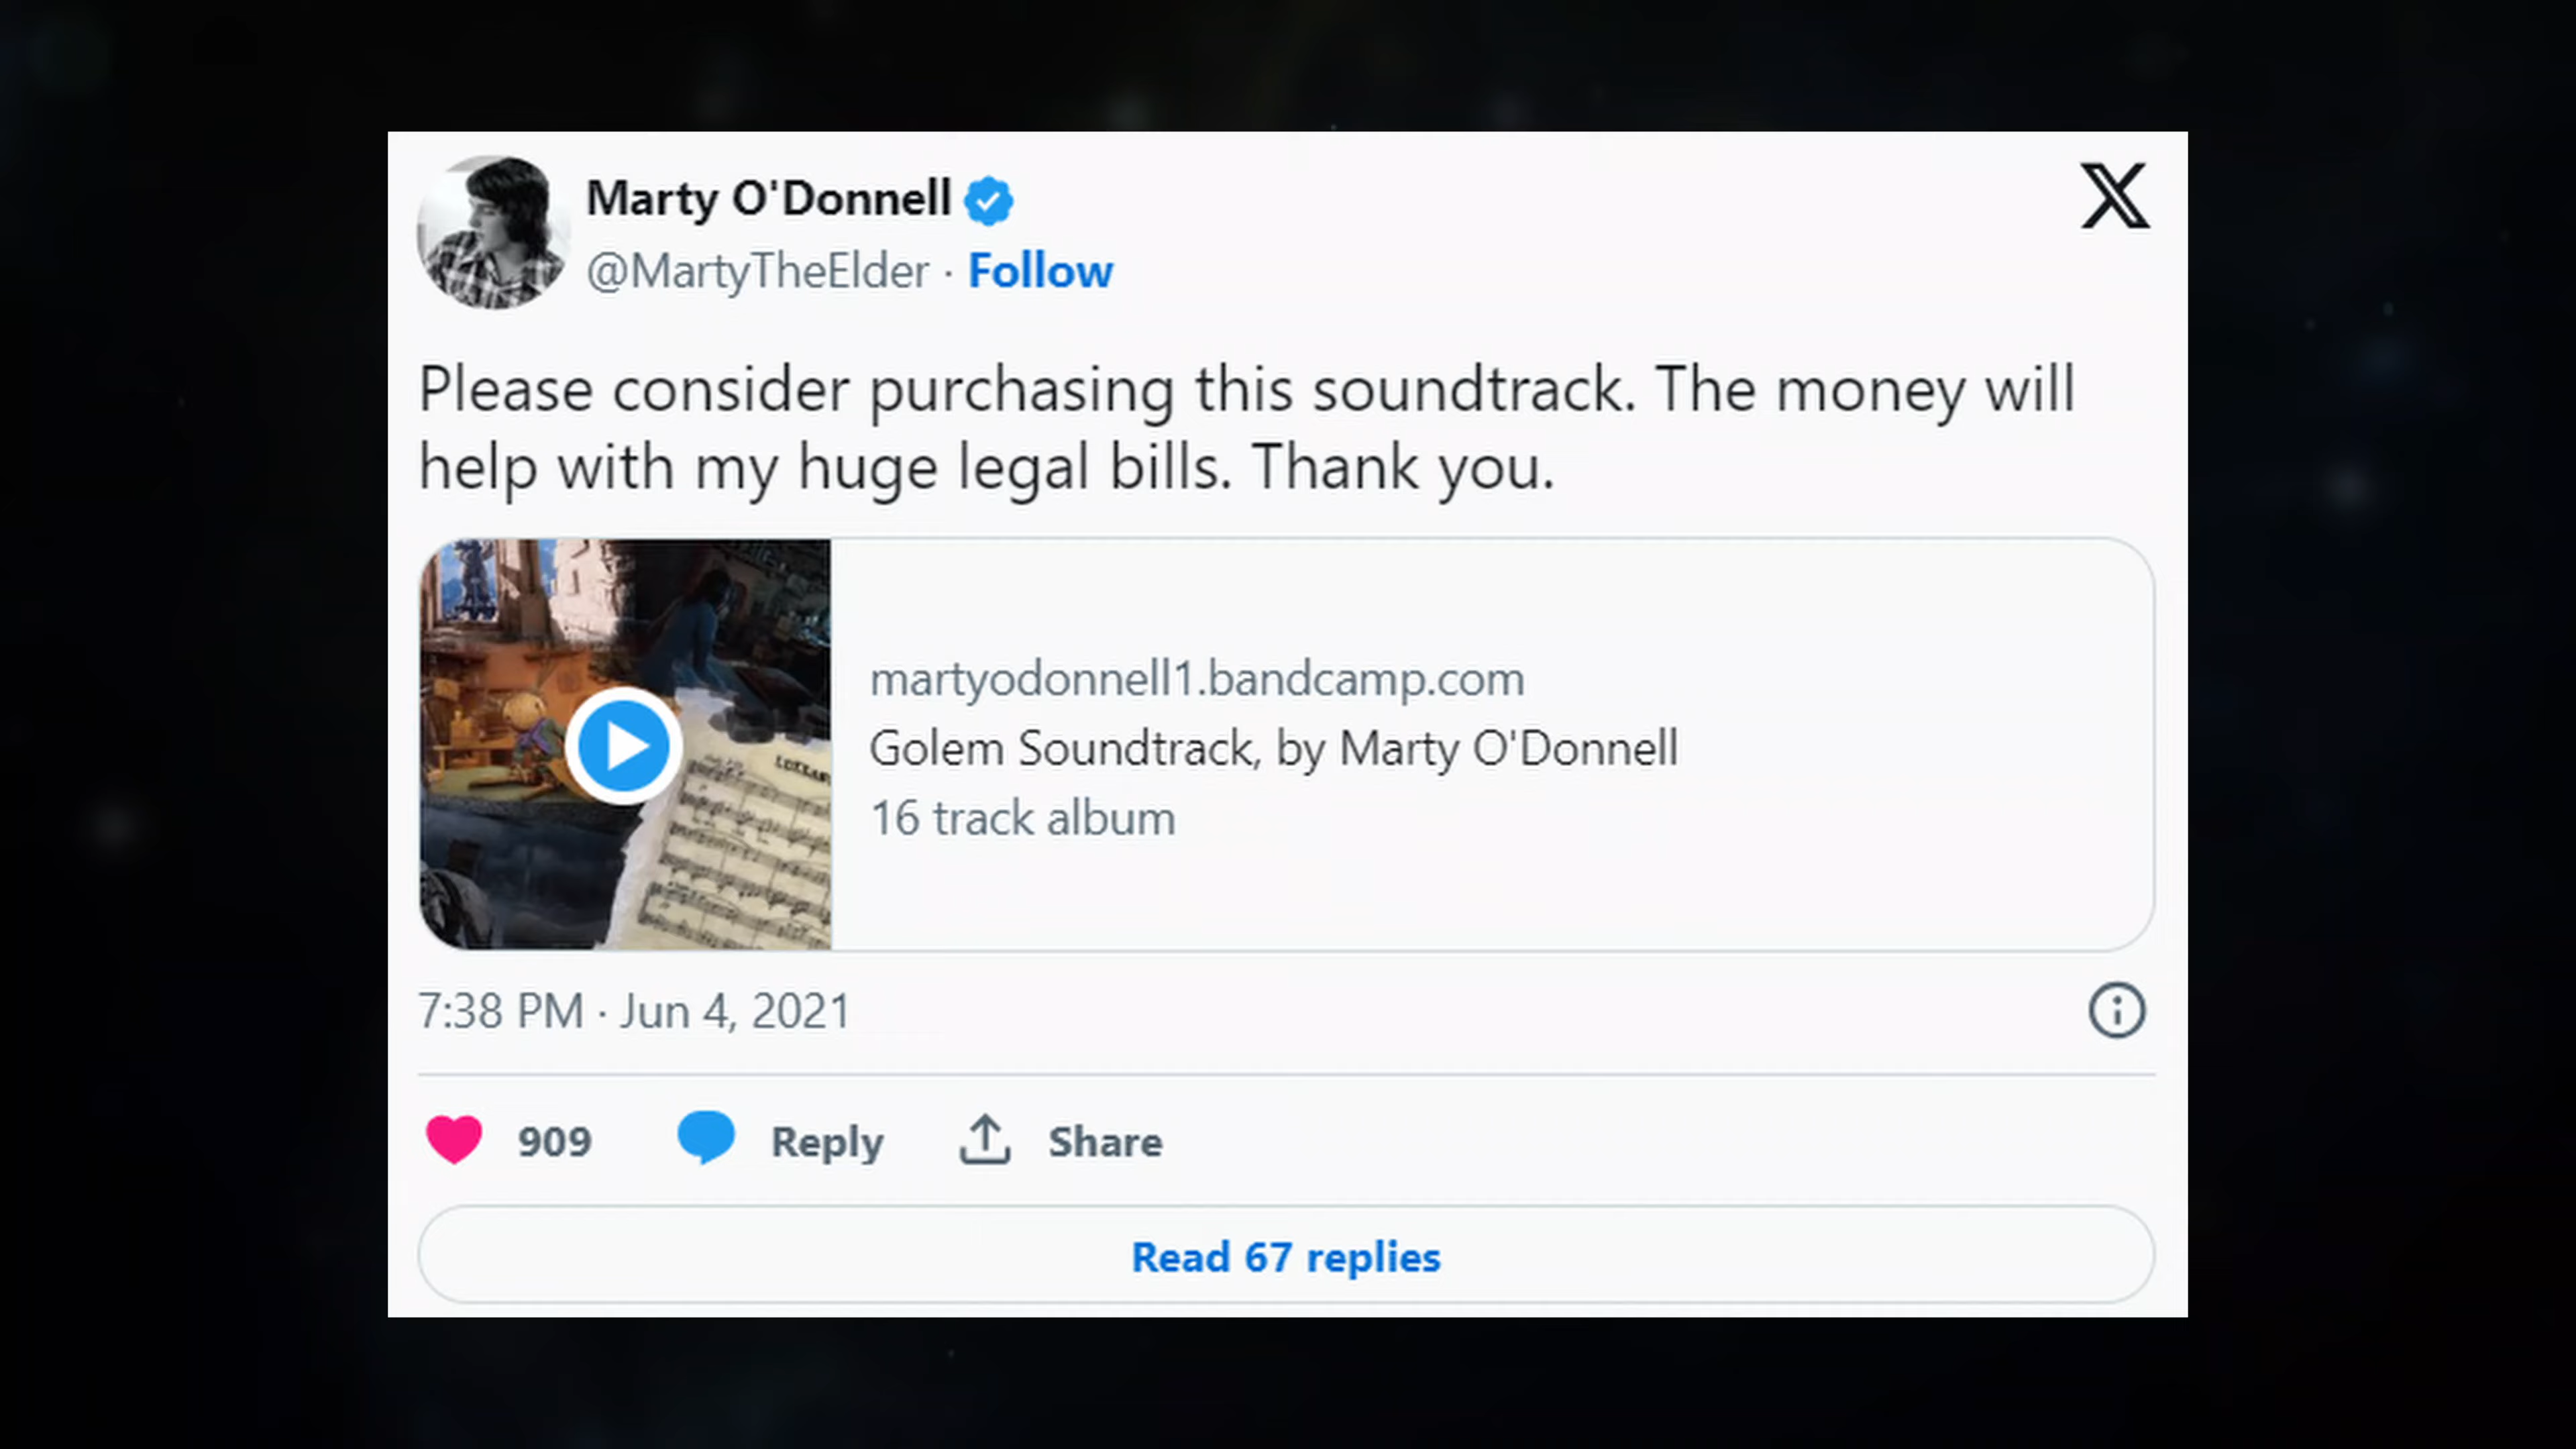 Marty O'Donnell
@MartyTheElder · Follow
Please consider purchasing this soundtrack. The money will
help with my huge legal bills. Thank you.
martyodonnell1.bandcamp.com
Golem Soundtrack, by Marty O'Donnell
16 track album
7:38 PM · Jun 4, 2021
909 Reply Share
Read 67 replies